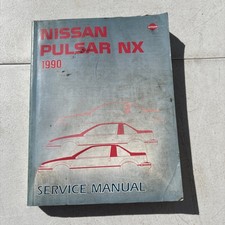 NISSAN
PULSAR NX
1990
SERVICE MANUAL